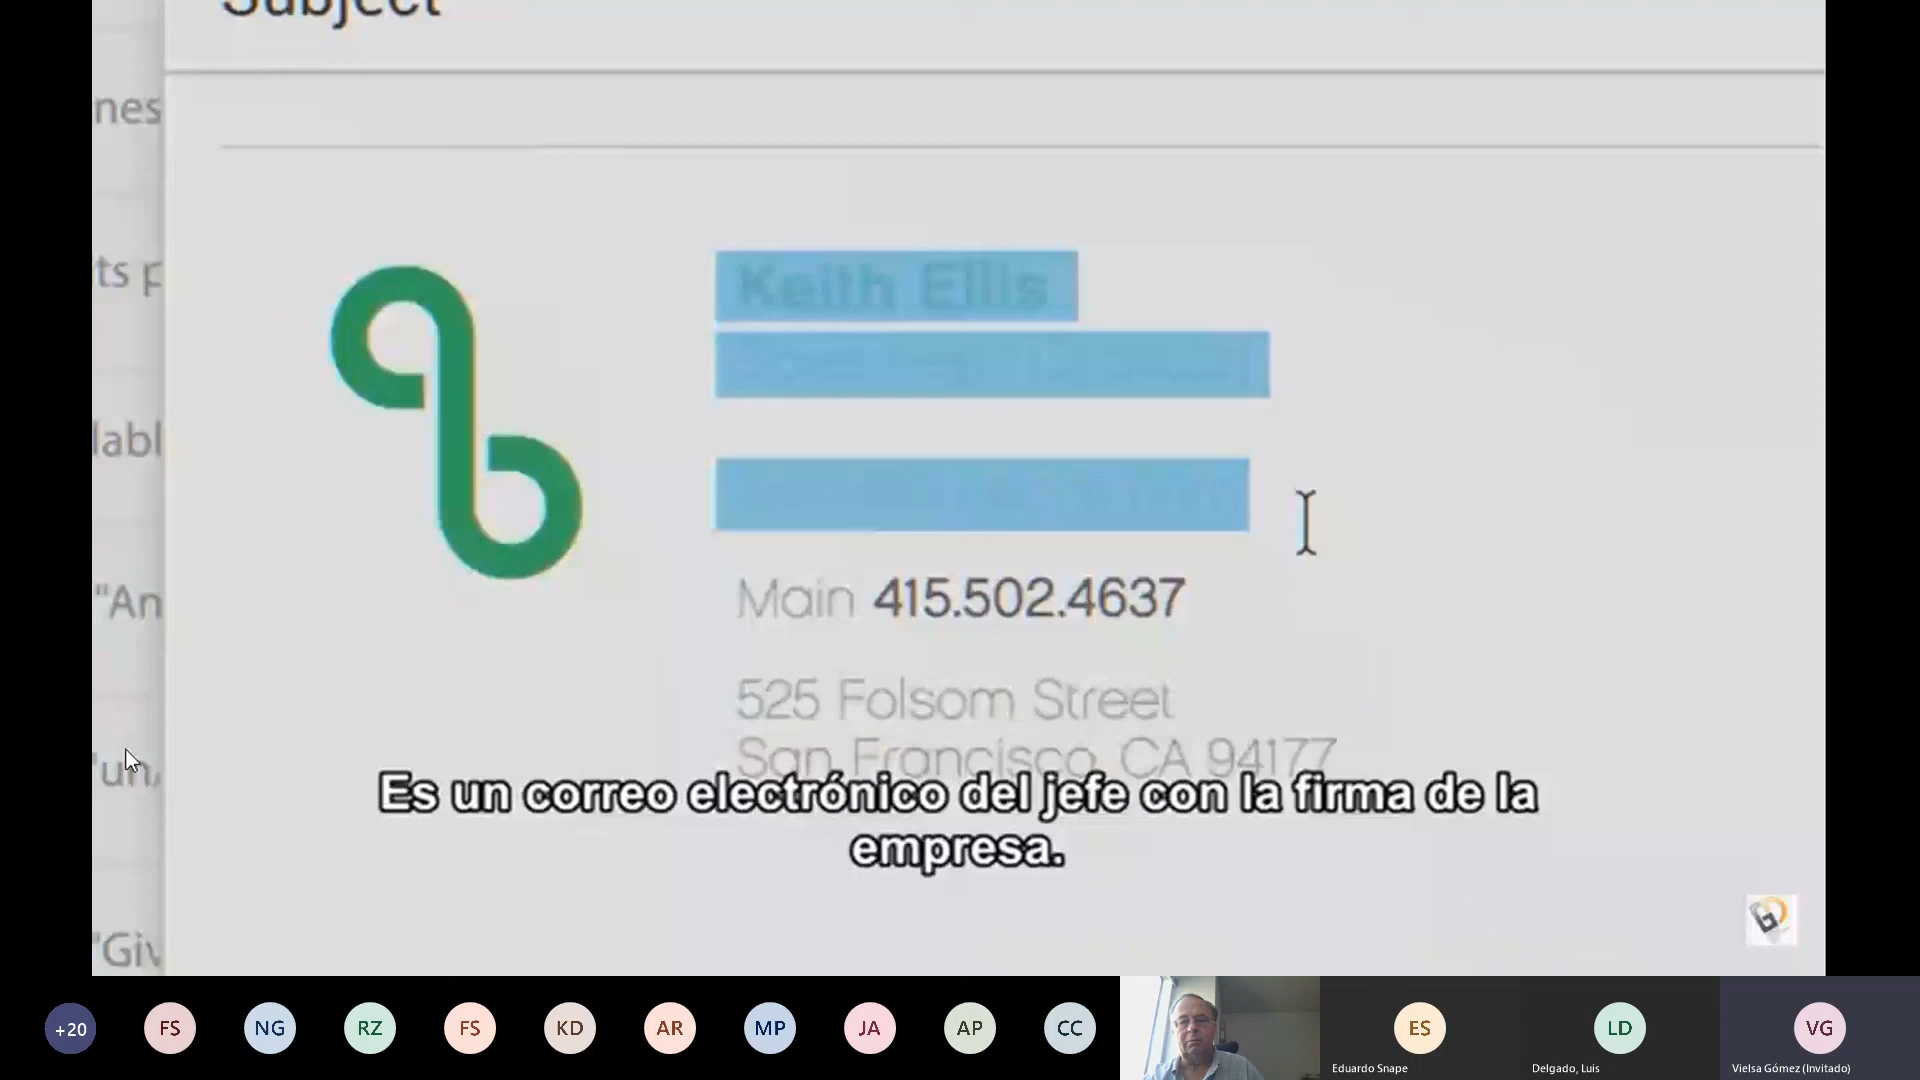 Subject
nes
ts p
labl
"An
"un
"Giv
Keith Ellis
Main 415.502.4637
525 Folsom Street
San Francisco, CA 94177
Es un correo electrónico del jefe con la firma de la
empresa.
+20
FS
NG
RZ
FS
KD
AR
MP
JA
AP
CC
ES
LD
VG
Eduardo Snape
Delgado, Luis
Vielsa Gómez (Invitado)